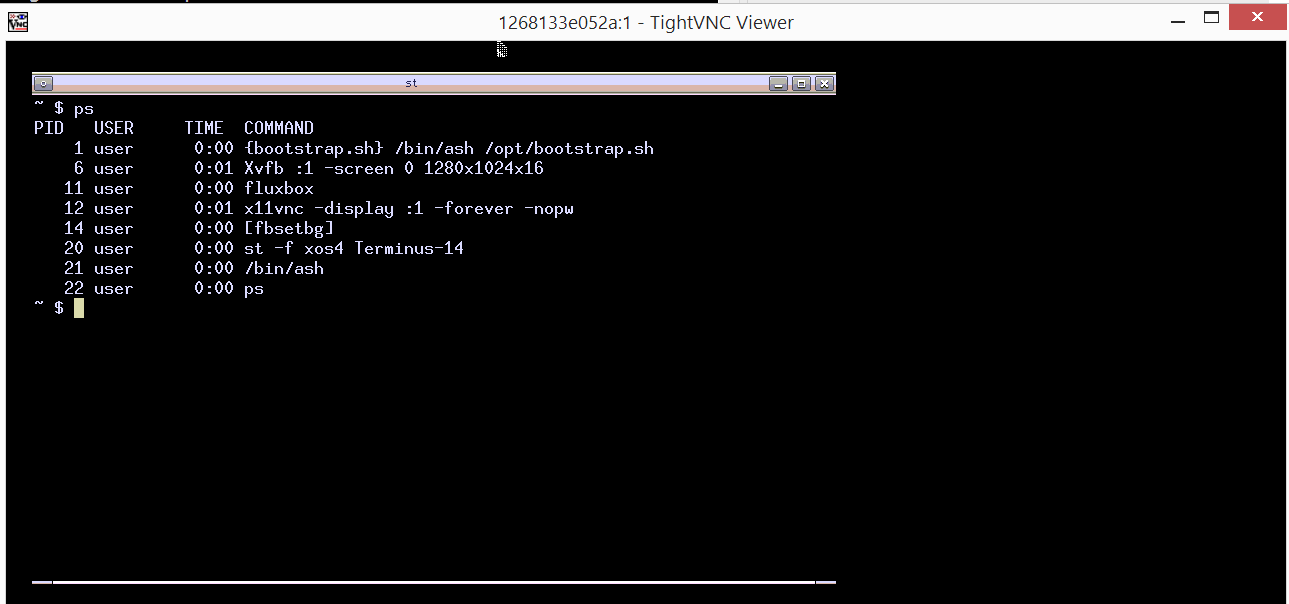 1268133e052a:1 - TightVNC Viewer
st
~ $ ps
PID   USER     TIME  COMMAND
    1 user      0:00 {bootstrap.sh} /bin/ash /opt/bootstrap.sh
    6 user      0:01 Xvfb :1 -screen 0 1280x1024x16
   11 user      0:00 fluxbox
   12 user      0:01 x11vnc -display :1 -forever -nopw
   14 user      0:00 [fbsetbg]
   20 user      0:00 st -f xos4 Terminus-14
   21 user      0:00 /bin/ash
   22 user      0:00 ps
~ $